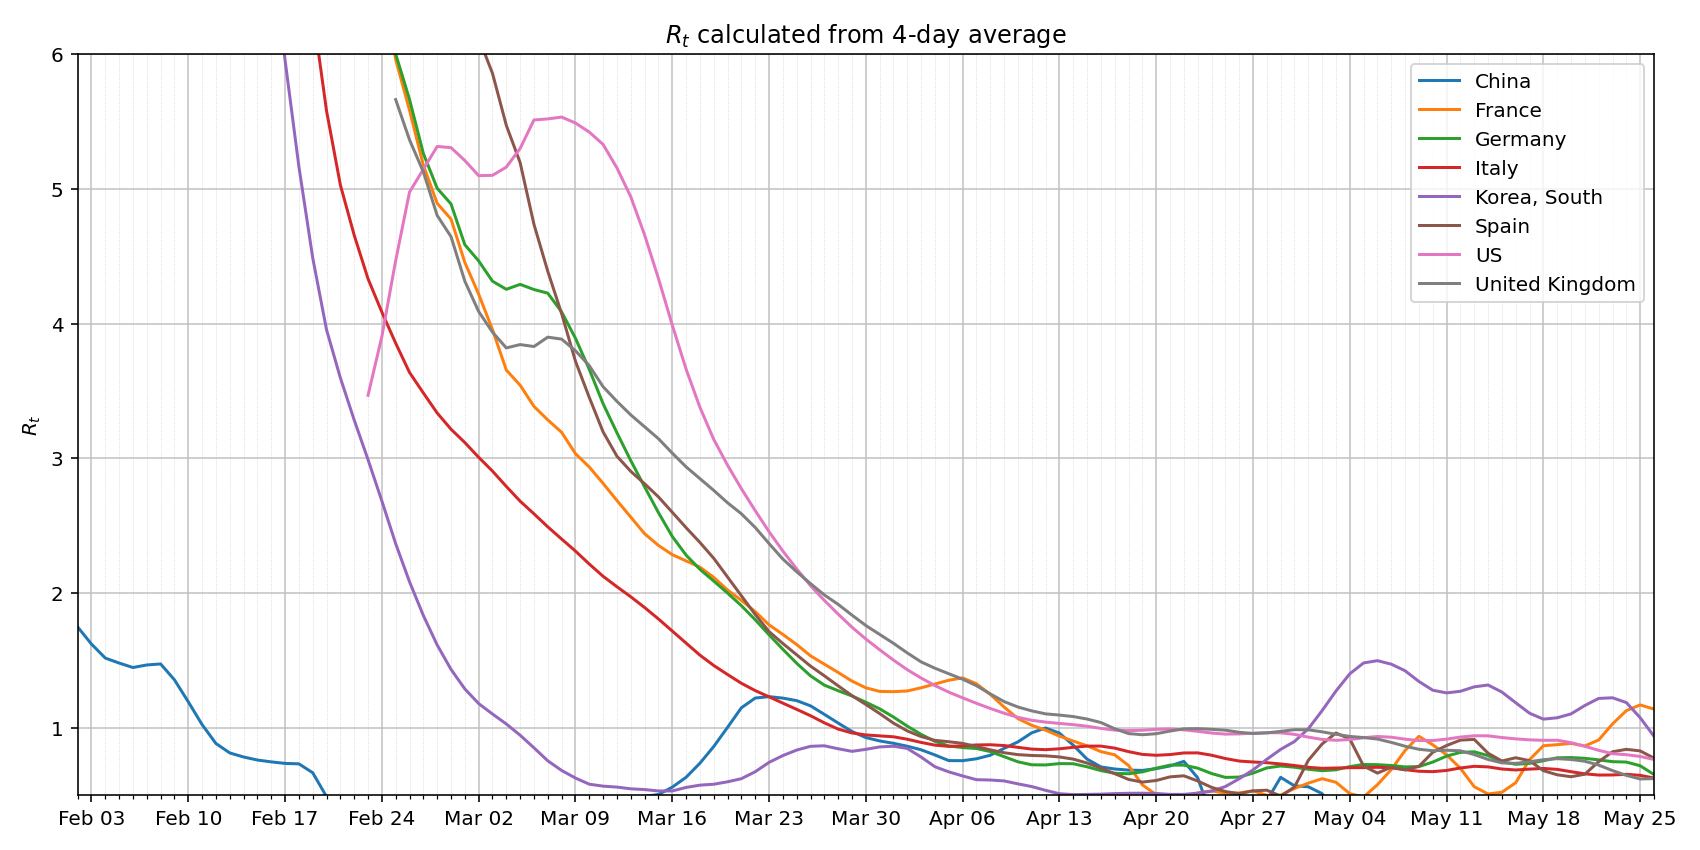 R_t calculated from 4-day average
R_t
6
5
4
3
2
1
China
France
Germany
Italy
Korea, South
Spain
US
United Kingdom
Feb 03 Feb 10 Feb 17 Feb 24 Mar 02 Mar 09 Mar 16 Mar 23 Mar 30 Apr 06 Apr 13 Apr 20 Apr 27 May 04 May 11 May 18 May 25